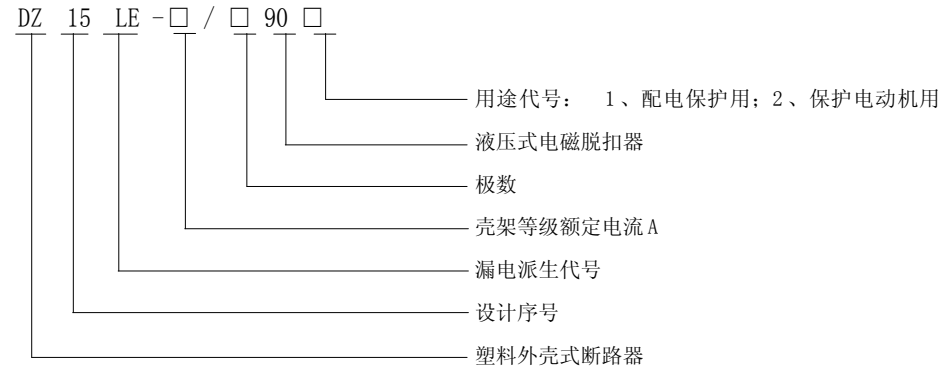 DZ 15 LE-□/□ 90 □
用途代号： 1、配电保护用；2、保护电动机用
液压式电磁脱扣器
极数
壳架等级额定电流A
漏电派生代号
设计序号
塑料外壳式断路器